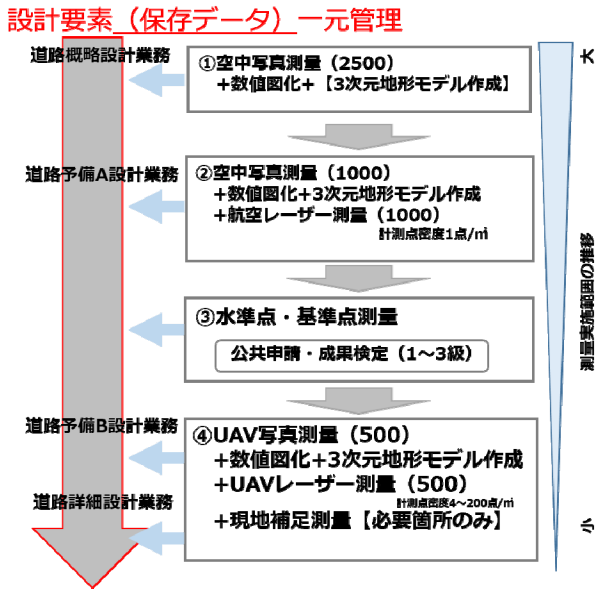 設計要素（保存データ）一元管理
道路概略設計業務
①空中写真測量（2500）
+数値図化+【3次元地形モデル作成】
大
道路予備A設計業務
②空中写真測量（1000）
+数値図化+3次元地形モデル作成
+航空レーザー測量（1000）
計測点密度1点/㎡
測量実施範囲の推移
③水準点・基準点測量
公共申請・成果検定（1～3級）
道路予備B設計業務
④UAV写真測量（500）
+数値図化+3次元地形モデル作成
+UAVレーザー測量（500）
計測点密度4～200点/㎡
道路詳細設計業務
+現地補足測量【必要箇所のみ】
小